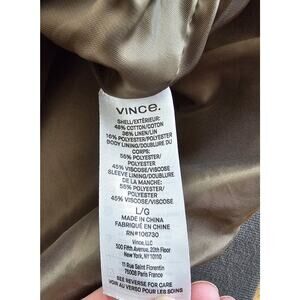 VINCE.
SHELL/EXTÉRIEUR:
48% COTTON/COTON
36% LINEN/LIN
16% POLYESTER/POLYESTER
BODY LINING/DOUBLURE DU
CORPS:
55% POLYESTER/
POLYESTER
45% VISCOSE/VISCOSE
SLEEVE LINING/DOUBLURE
DE LA MANCHE:
55% POLYESTER/
POLYESTER
45% VISCOSE/VISCOSE
L/G
MADE IN CHINA
FABRIQUÉ EN CHINE
RN#106730
Vince, LLC
500 Fifth Avenue, 20th Floor
New York, NY 10110
11 Rue Saint Florentin
75008 Paris France
SEE REVERSE FOR CARE
VOIR AU VERSO POUR LES SOINS